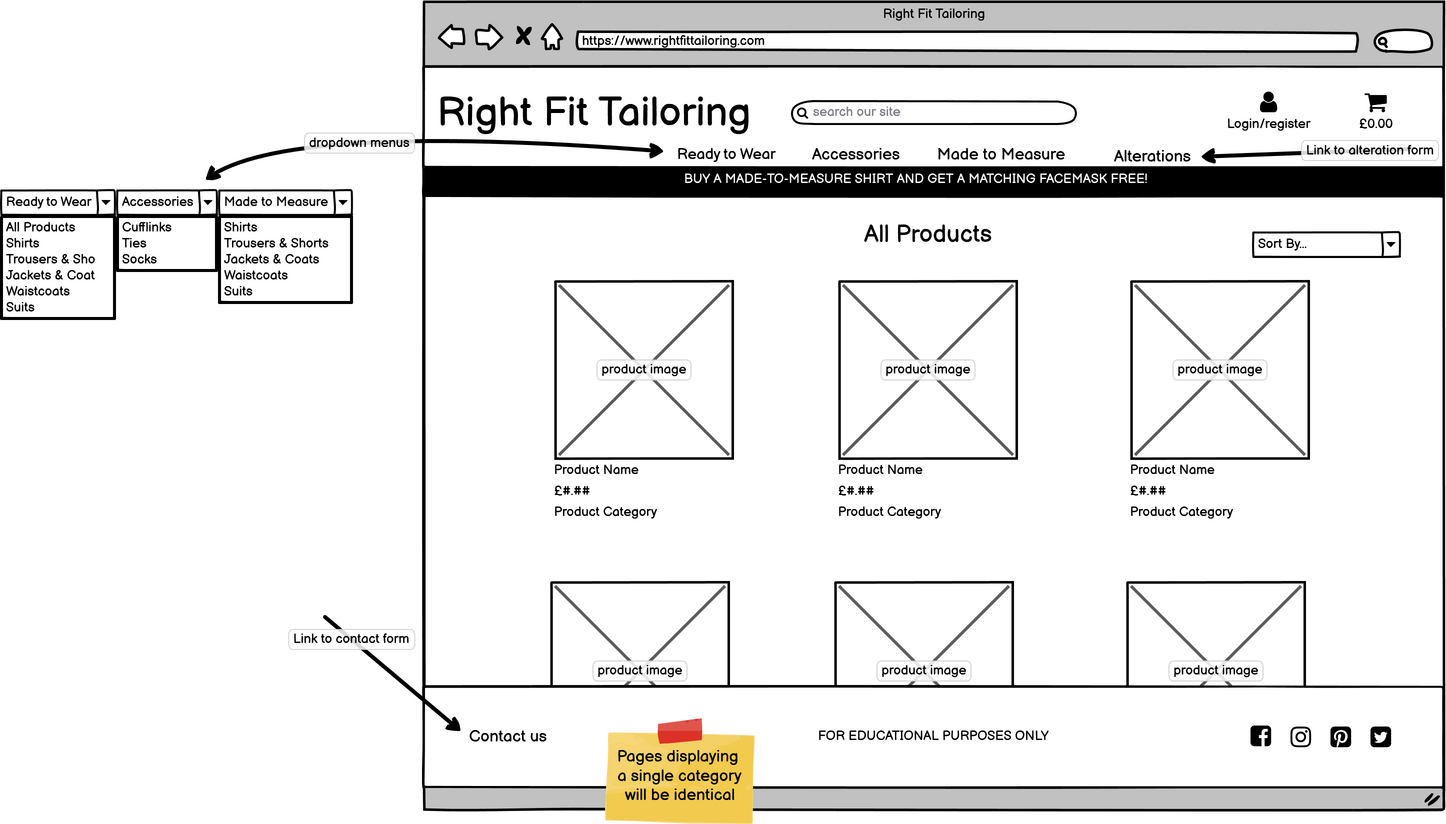 Right Fit Tailoring
https://www.rightfittailoring.com
Right Fit Tailoring
search our site
Login/register
£0.00
dropdown menus
Ready to Wear
Accessories
Made to Measure
Alterations
Link to alteration form
BUY A MADE-TO-MEASURE SHIRT AND GET A MATCHING FACEMASK FREE!
Ready to Wear
All Products
Shirts
Trousers & Sho
Jackets & Coat
Waistcoats
Suits
Accessories
Cufflinks
Ties
Socks
Made to Measure
Shirts
Trousers & Shorts
Jackets & Coats
Waistcoats
Suits
All Products
Sort By...
product image
product image
product image
Product Name
£#.##
Product Category
Product Name
£#.##
Product Category
Product Name
£#.##
Product Category
product image
product image
product image
Link to contact form
Contact us
Pages displaying
a single category
will be identical
FOR EDUCATIONAL PURPOSES ONLY